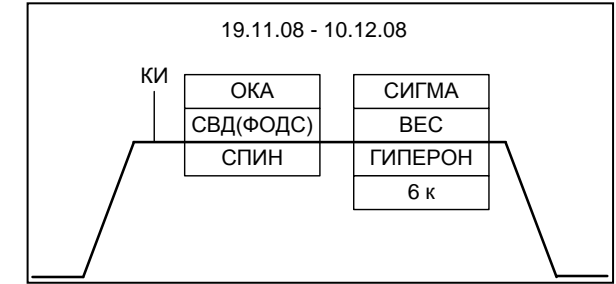 19.11.08 - 10.12.08
КИ
ОКА
СВД(ФОДС)
СПИН
СИГМА
ВЕС
ГИПЕРОН
6 к